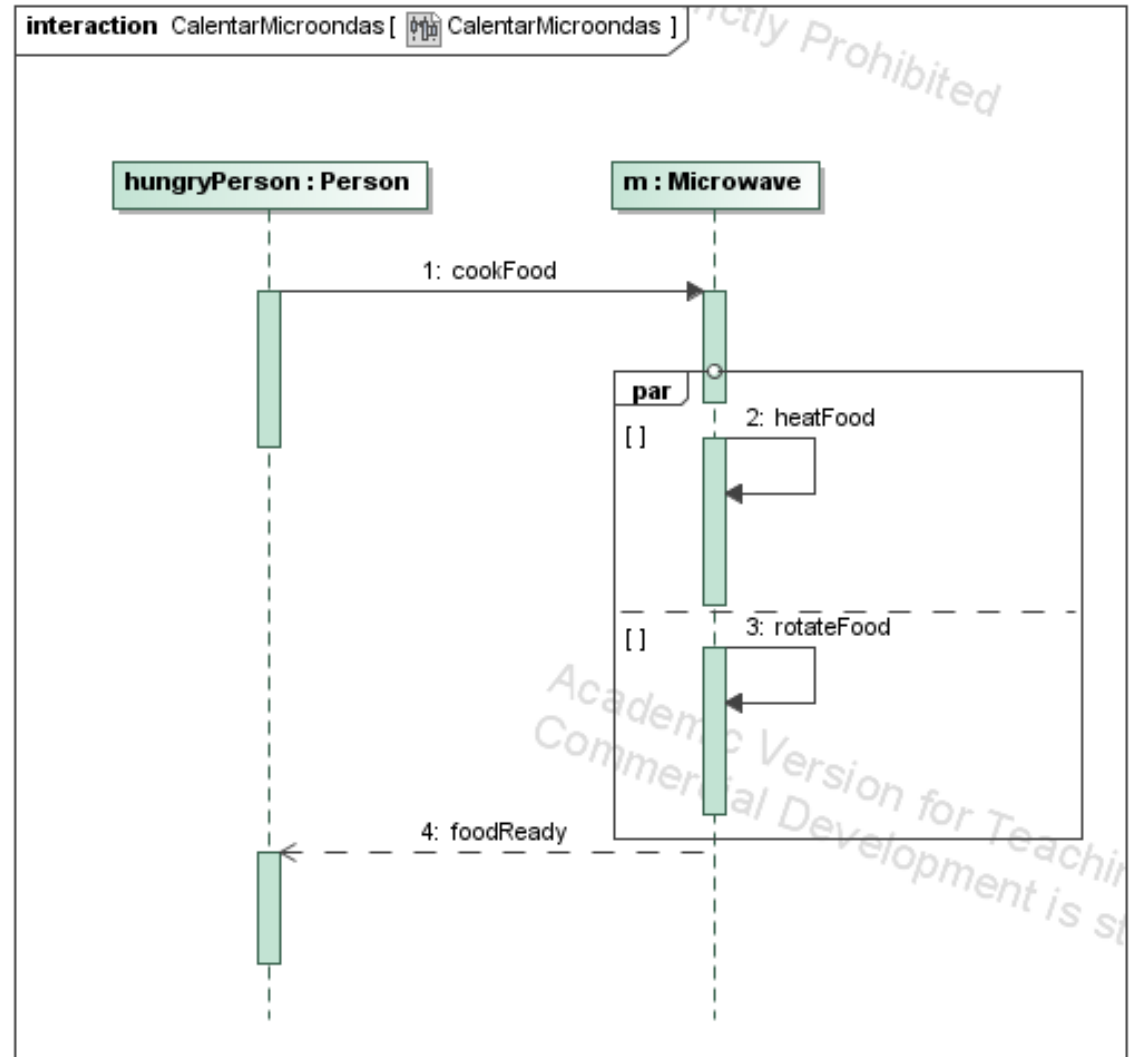 interaction CalentarMicroondas [ CalentarMicroondas ]
ctly Prohibited
hungryPerson : Person
m : Microwave
1: cookFood
par
2: heatFood
[ ]
3: rotateFood
[ ]
4: foodReady
Academic Version for Teachin
Commercial Development is st